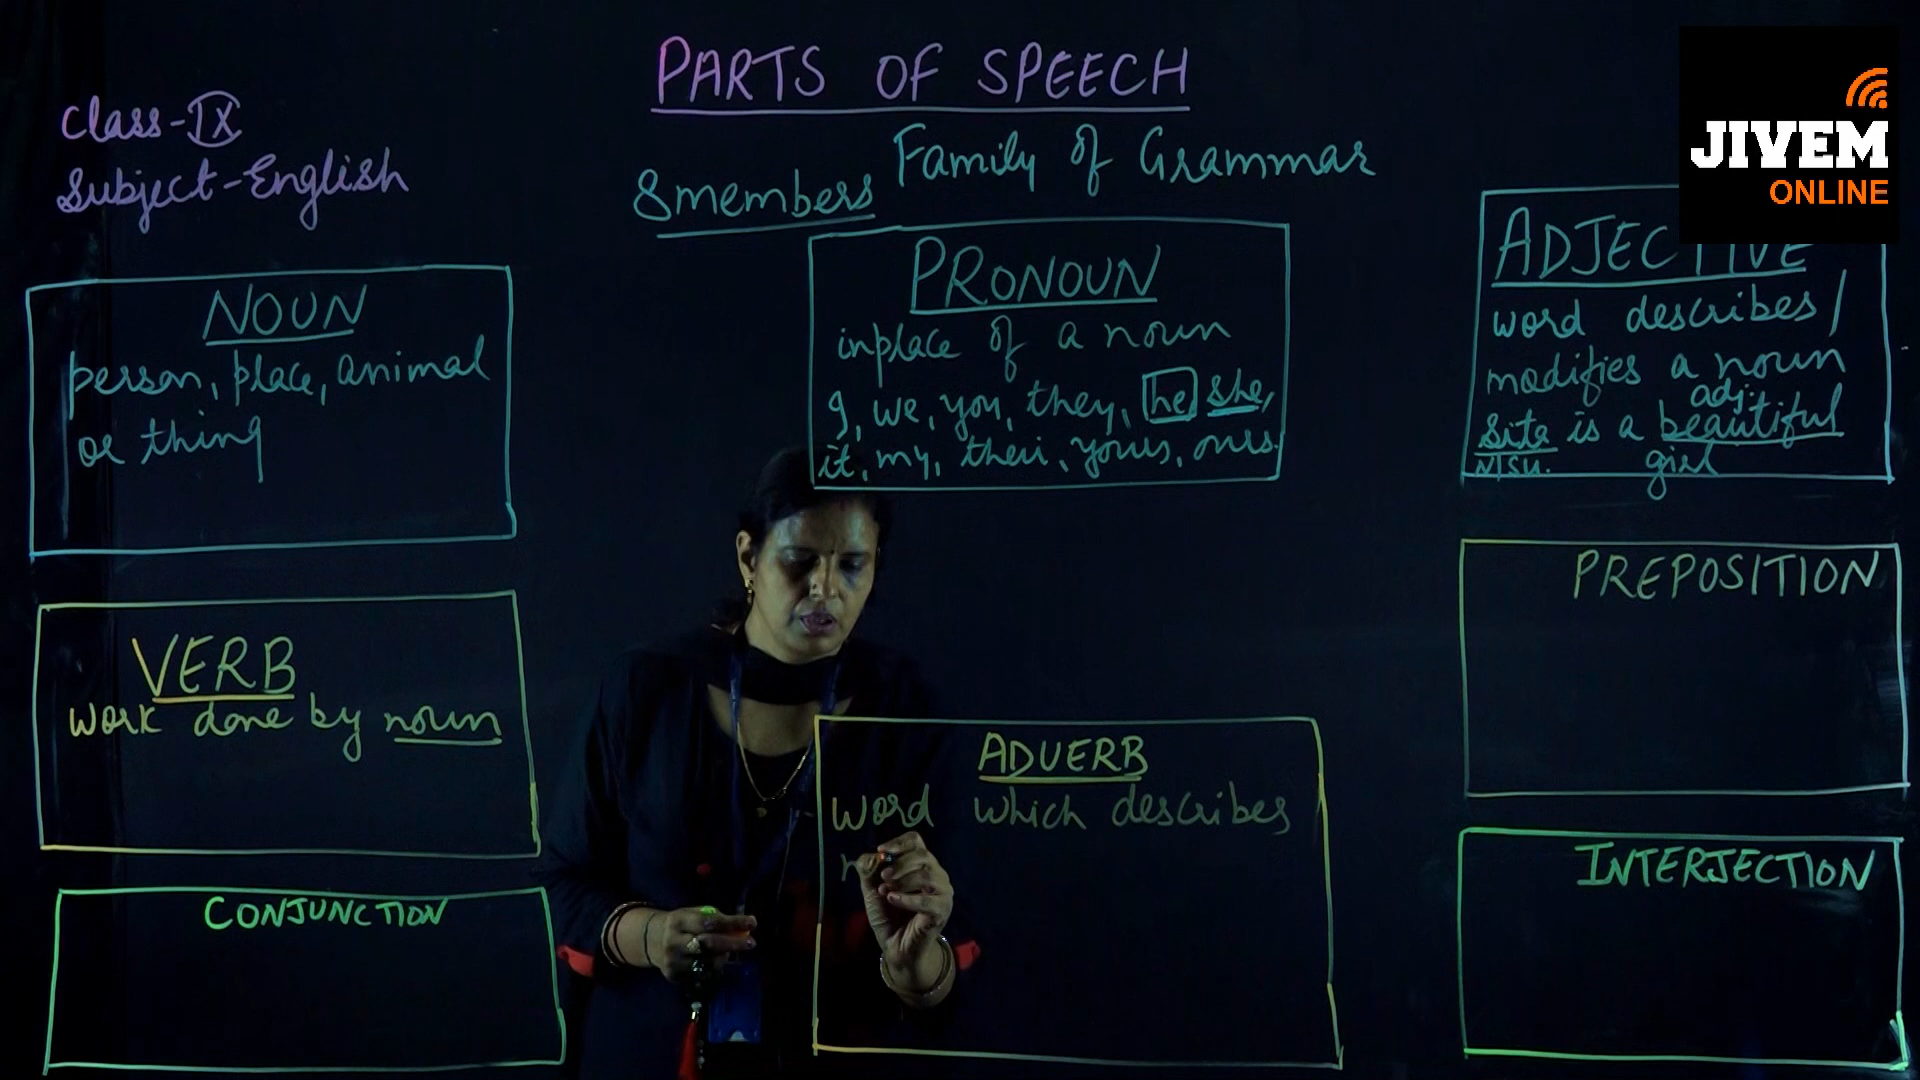 PARTS OF SPEECH
Class-IX
Subject-English
Family of Grammar
8 members
JIVEM
ONLINE
NOUN
person, place, animal
or thing
PRONOUN
inplace of a noun
I, we, you, they, he she,
it, my, their, yours, ours.
ADJECTIVE
word describes/
modifies a noun
adj.
Sita is a beautiful
girl
VERB
work done by noun
ADVERB
word which describes
PREPOSITION
CONJUNCTION
INTERJECTION